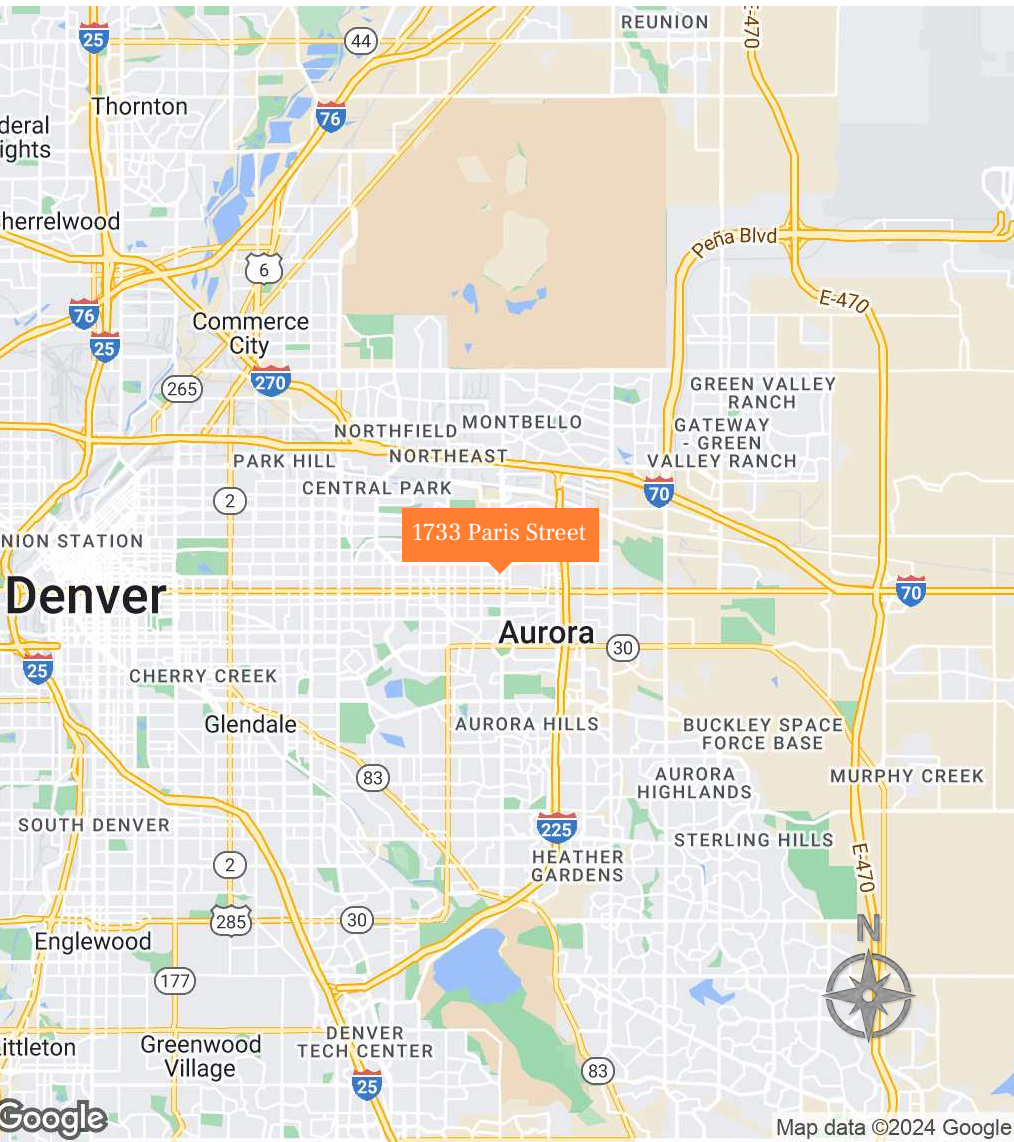 REUNION
E-470
25
44
Thornton
76
deral
ights
herrelwood
Peña Blvd
6
E-470
76
Commerce
City
25
270
265
GREEN VALLEY
RANCH
MONTBELLO
NORTHFIELD
GATEWAY
- GREEN
VALLEY RANCH
NORTHEAST
PARK HILL
CENTRAL PARK
70
2
1733 Paris Street
NION STATION
Denver
70
Aurora
30
25
CHERRY CREEK
Glendale
AURORA HILLS
BUCKLEY SPACE
FORCE BASE
83
AURORA
HIGHLANDS
MURPHY CREEK
SOUTH DENVER
225
STERLING HILLS
2
HEATHER
GARDENS
E-470
285
30
N
Englewood
177
DENVER
TECH CENTER
ittleton
Greenwood
Village
83
25
Google
Map data ©2024 Google